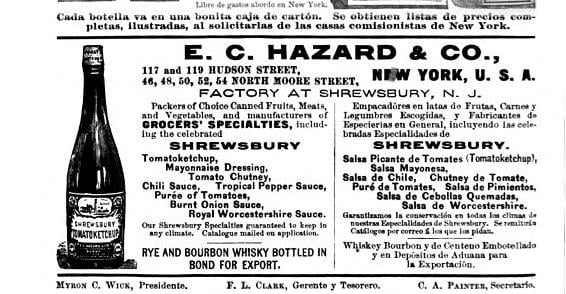 Libre de gastos abordo en New York.
Cada botella va en una bonita caja de cartón. Se obtienen listas de precios com-
pletas, ilustradas, al solicitarlas de las casas comisionistas de New York.
E. C. HAZARD & CO.,
117 and 119 HUDSON STREET,
46, 48, 50, 52, 54 NORTH MOORE STREET,
NEW YORK, U. S. A.
FACTORY AT SHREWSBURY, N. J.
Packers of Choice Canned Fruits, Meats,
and Vegetables, and manufacturers of
GROCERS' SPECIALTIES, includ-
ing the celebrated
SHREWSBURY
Tomatoketchup,
Mayonnaise Dressing,
Tomato Chutney,
Chili Sauce, Tropical Pepper Sauce,
Purée of Tomatoes,
Burnt Onion Sauce,
Royal Worcestershire Sauce.
Our Shrewsbury Specialties guaranteed to keep in
any climate. Catalogue mailed on application.
RYE AND BOURBON WHISKY BOTTLED IN
BOND FOR EXPORT.
Empacadores en latas de Frutas, Carnes y
Legumbres Escogidas, y Fabricantes de
Especierias en General, incluyendo las cele-
bradas Especialidades de
SHREWSBURY.
Salsa Picante de Tomates (Tomatoketchup),
Salsa Mayonesa,
Salsa de Chile, Chutney de Tomate,
Puré de Tomates, Salsa de Pimientos,
Salsa de Cebollas Quemadas,
Salsa de Worcestershire.
Garantizamos la conservación en todos los climas de
nuestras Especialidades de Shrewsbury. Se remitirán
Catálogos por correo á los que los pidan.
Whiskey Bourbon y de Centeno Embotellado
y en Depósitos de Aduana para
la Exportación.
SHREWSBURY
TOMATOKETCHUP
MYRON C. WICK, Presidente. F. L. CLARK, Gerente y Tesorero. C. A. PAINTER, Secretario.